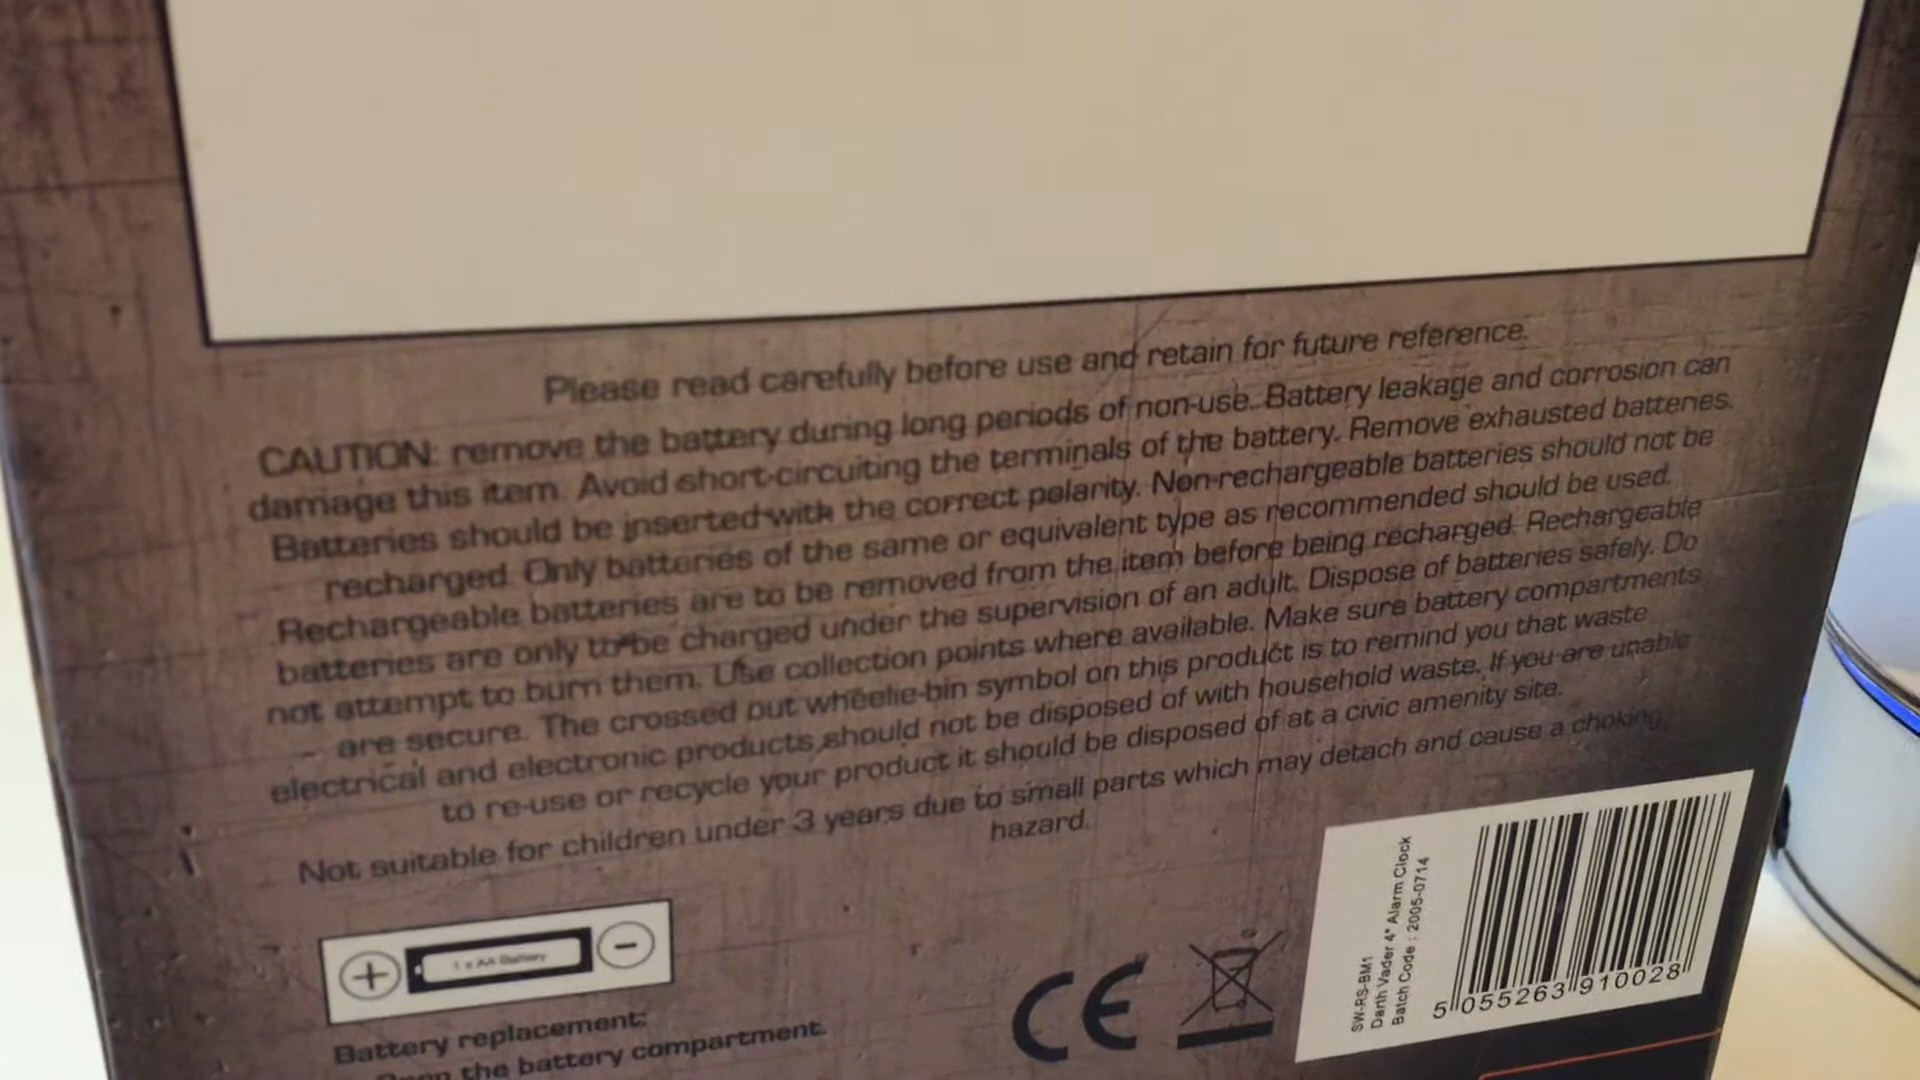 Please read carefully before use and retain for future reference.
CAUTION: remove the battery during long periods of non-use. Battery leakage and corrosion can
damage this item. Avoid short-circuiting the terminals of the battery. Remove exhausted batteries.
Batteries should be inserted with the correct polarity. Non-rechargeable batteries should not be
recharged. Only batteries of the same or equivalent type as recommended should be used.
Rechargeable batteries are to be removed from the item before being recharged. Rechargeable
batteries are only to be charged under the supervision of an adult. Dispose of batteries safely. Do
not attempt to burn them. Use collection points where available. Make sure battery compartments
are secure. The crossed out wheelie-bin symbol on this product is to remind you that waste
electrical and electronic products should not be disposed of with household waste. If you are unable
to re-use or recycle your product it should be disposed of at a civic amenity site.
Not suitable for children under 3 years due to small parts which may detach and cause a choking
hazard.
1 x AA Battery
Battery replacement:
Open the battery compartment.
CE
SW-RS-BM1
Darth Vader 4" Alarm Clock
Batch Code : 2005-0714
5 055263 910028